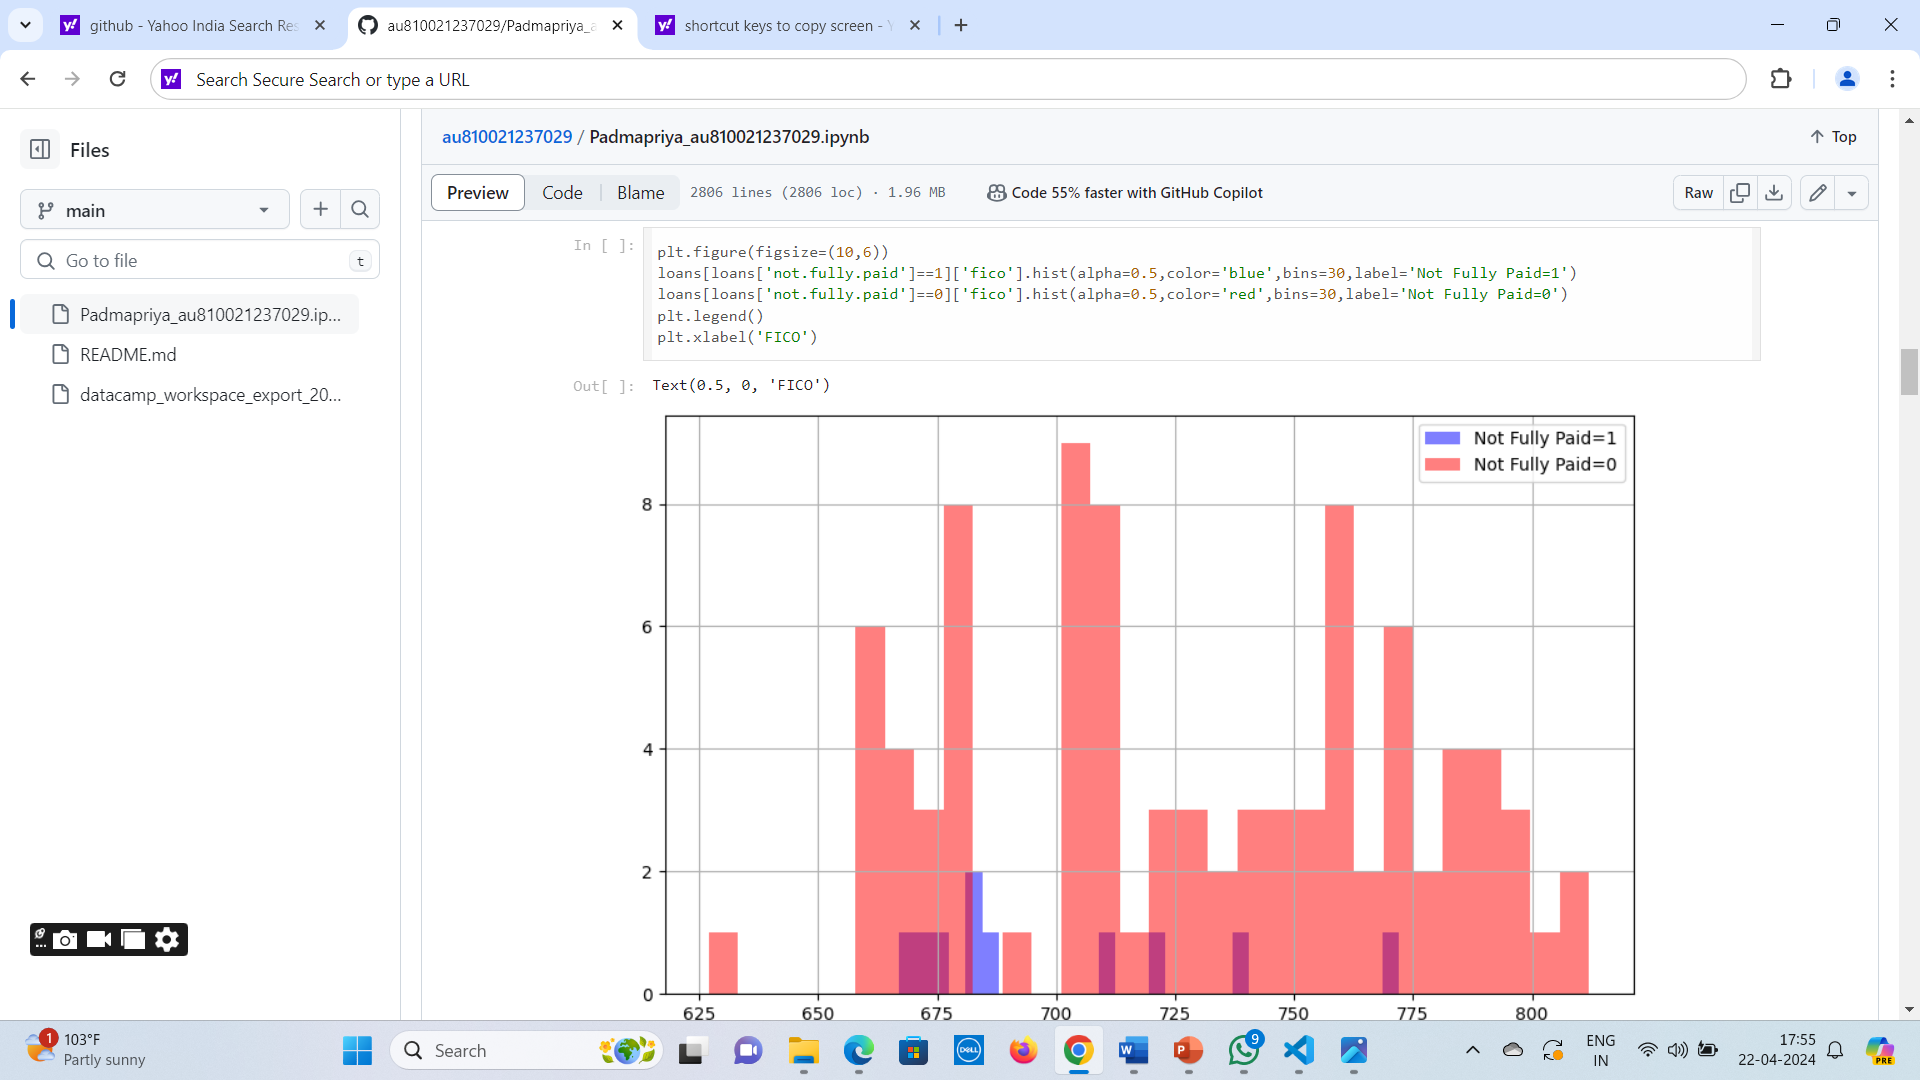 github - Yahoo India Search Res
au810021237029/Padmapriya_a
shortcut keys to copy screen - Y
Search Secure Search or type a URL
Files
au810021237029 / Padmapriya_au810021237029.ipynb
Top
main
Preview
Code
Blame
2806 lines (2806 loc) · 1.96 MB
Code 55% faster with GitHub Copilot
Raw
Go to file
t
Padmapriya_au810021237029.ip...
README.md
datacamp_workspace_export_20...
In [ ]:
plt.figure(figsize=(10,6))
loans[loans['not.fully.paid']==1]['fico'].hist(alpha=0.5,color='blue',bins=30,label='Not Fully Paid=1')
loans[loans['not.fully.paid']==0]['fico'].hist(alpha=0.5,color='red',bins=30,label='Not Fully Paid=0')
plt.legend()
plt.xlabel('FICO')
Out[ ]:
Text(0.5, 0, 'FICO')
Not Fully Paid=1
Not Fully Paid=0
8
6
4
2
0
625 650 675 700 725 750 775 800
1
103°F
Partly sunny
Search
DELL
W
P
9
ENG
IN
17:55
22-04-2024
PRE